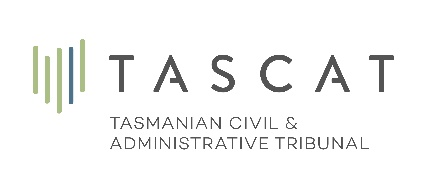 TASCAT
TASMANIAN CIVIL &
ADMINISTRATIVE TRIBUNAL